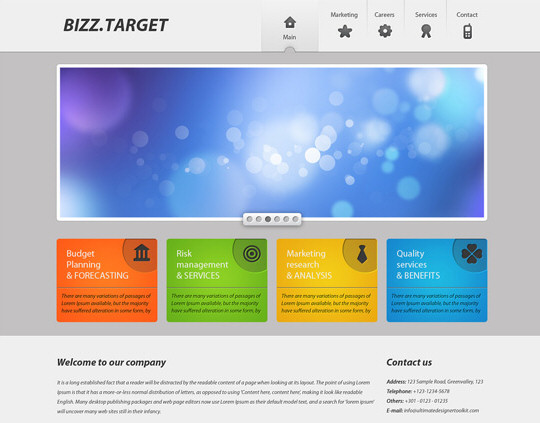 BIZZ.TARGET
Main
Marketing
Careers
Services
Contact
Budget
Planning
& FORECASTING
There are many variations of passages of
Lorem Ipsum available, but the majority
have suffered alteration in some form, by
Risk
management
& SERVICES
There are many variations of passages of
Lorem Ipsum available, but the majority
have suffered alteration in some form, by
Marketing
research
& ANALYSIS
There are many variations of passages of
Lorem Ipsum available, but the majority
have suffered alteration in some form, by
Quality
services
& BENEFITS
There are many variations of passages of
Lorem Ipsum available, but the majority
have suffered alteration in some form, by
Welcome to our company
It is a long established fact that a reader will be distracted by the readable content of a page when looking at its layout. The point of using Lorem
Ipsum is that it has a more-or-less normal distribution of letters, as opposed to using 'Content here, content here', making it look like readable
English. Many desktop publishing packages and web page editors now use Lorem Ipsum as their default model text, and a search for 'lorem ipsum'
will uncover many web sites still in their infancy.
Contact us
Address: 123 Sample Road, Greenvalley, 123
Telephone: +123-1234-5678
Others: +301 - 0123 - 01235
E-mail: info@ultimatedesignertoolkit.com